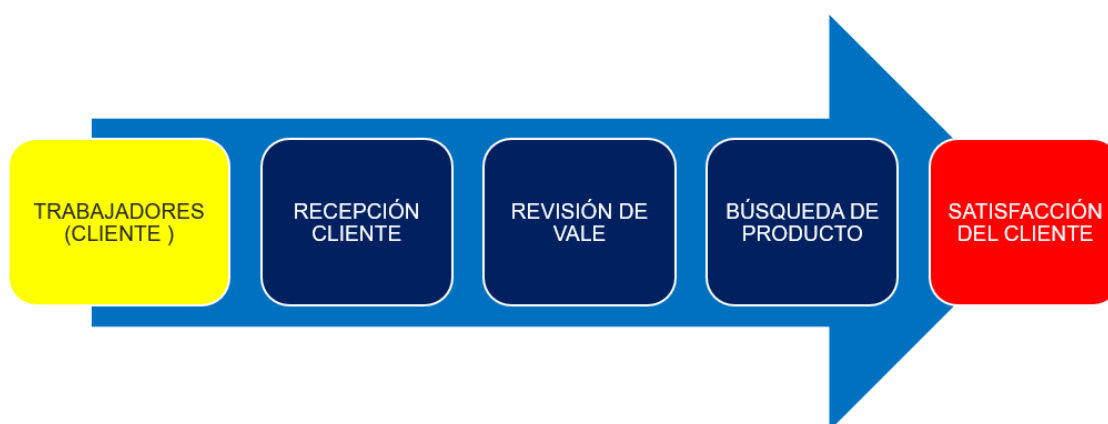 TRABAJADORES
(CLIENTE )
RECEPCIÓN
CLIENTE
REVISIÓN DE
VALE
BÚSQUEDA DE
PRODUCTO
SATISFACCIÓN
DEL CLIENTE